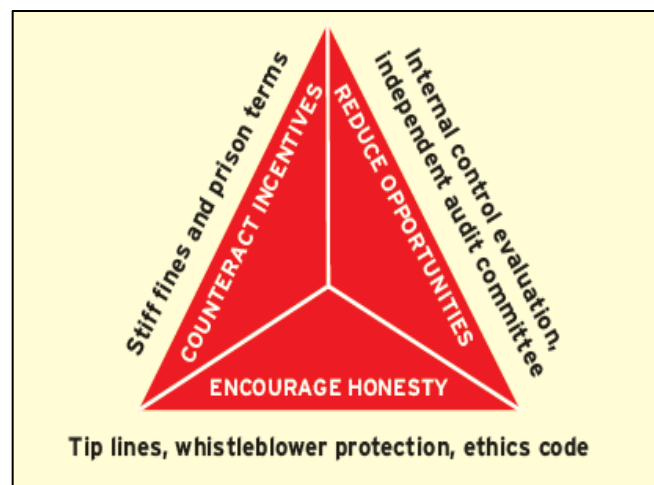 Stiff fines and prison terms
COUNTERACT INCENTIVES
REDUCE OPPORTUNITIES
Internal control evaluation,
independent audit committee
ENCOURAGE HONESTY
Tip lines, whistleblower protection, ethics code